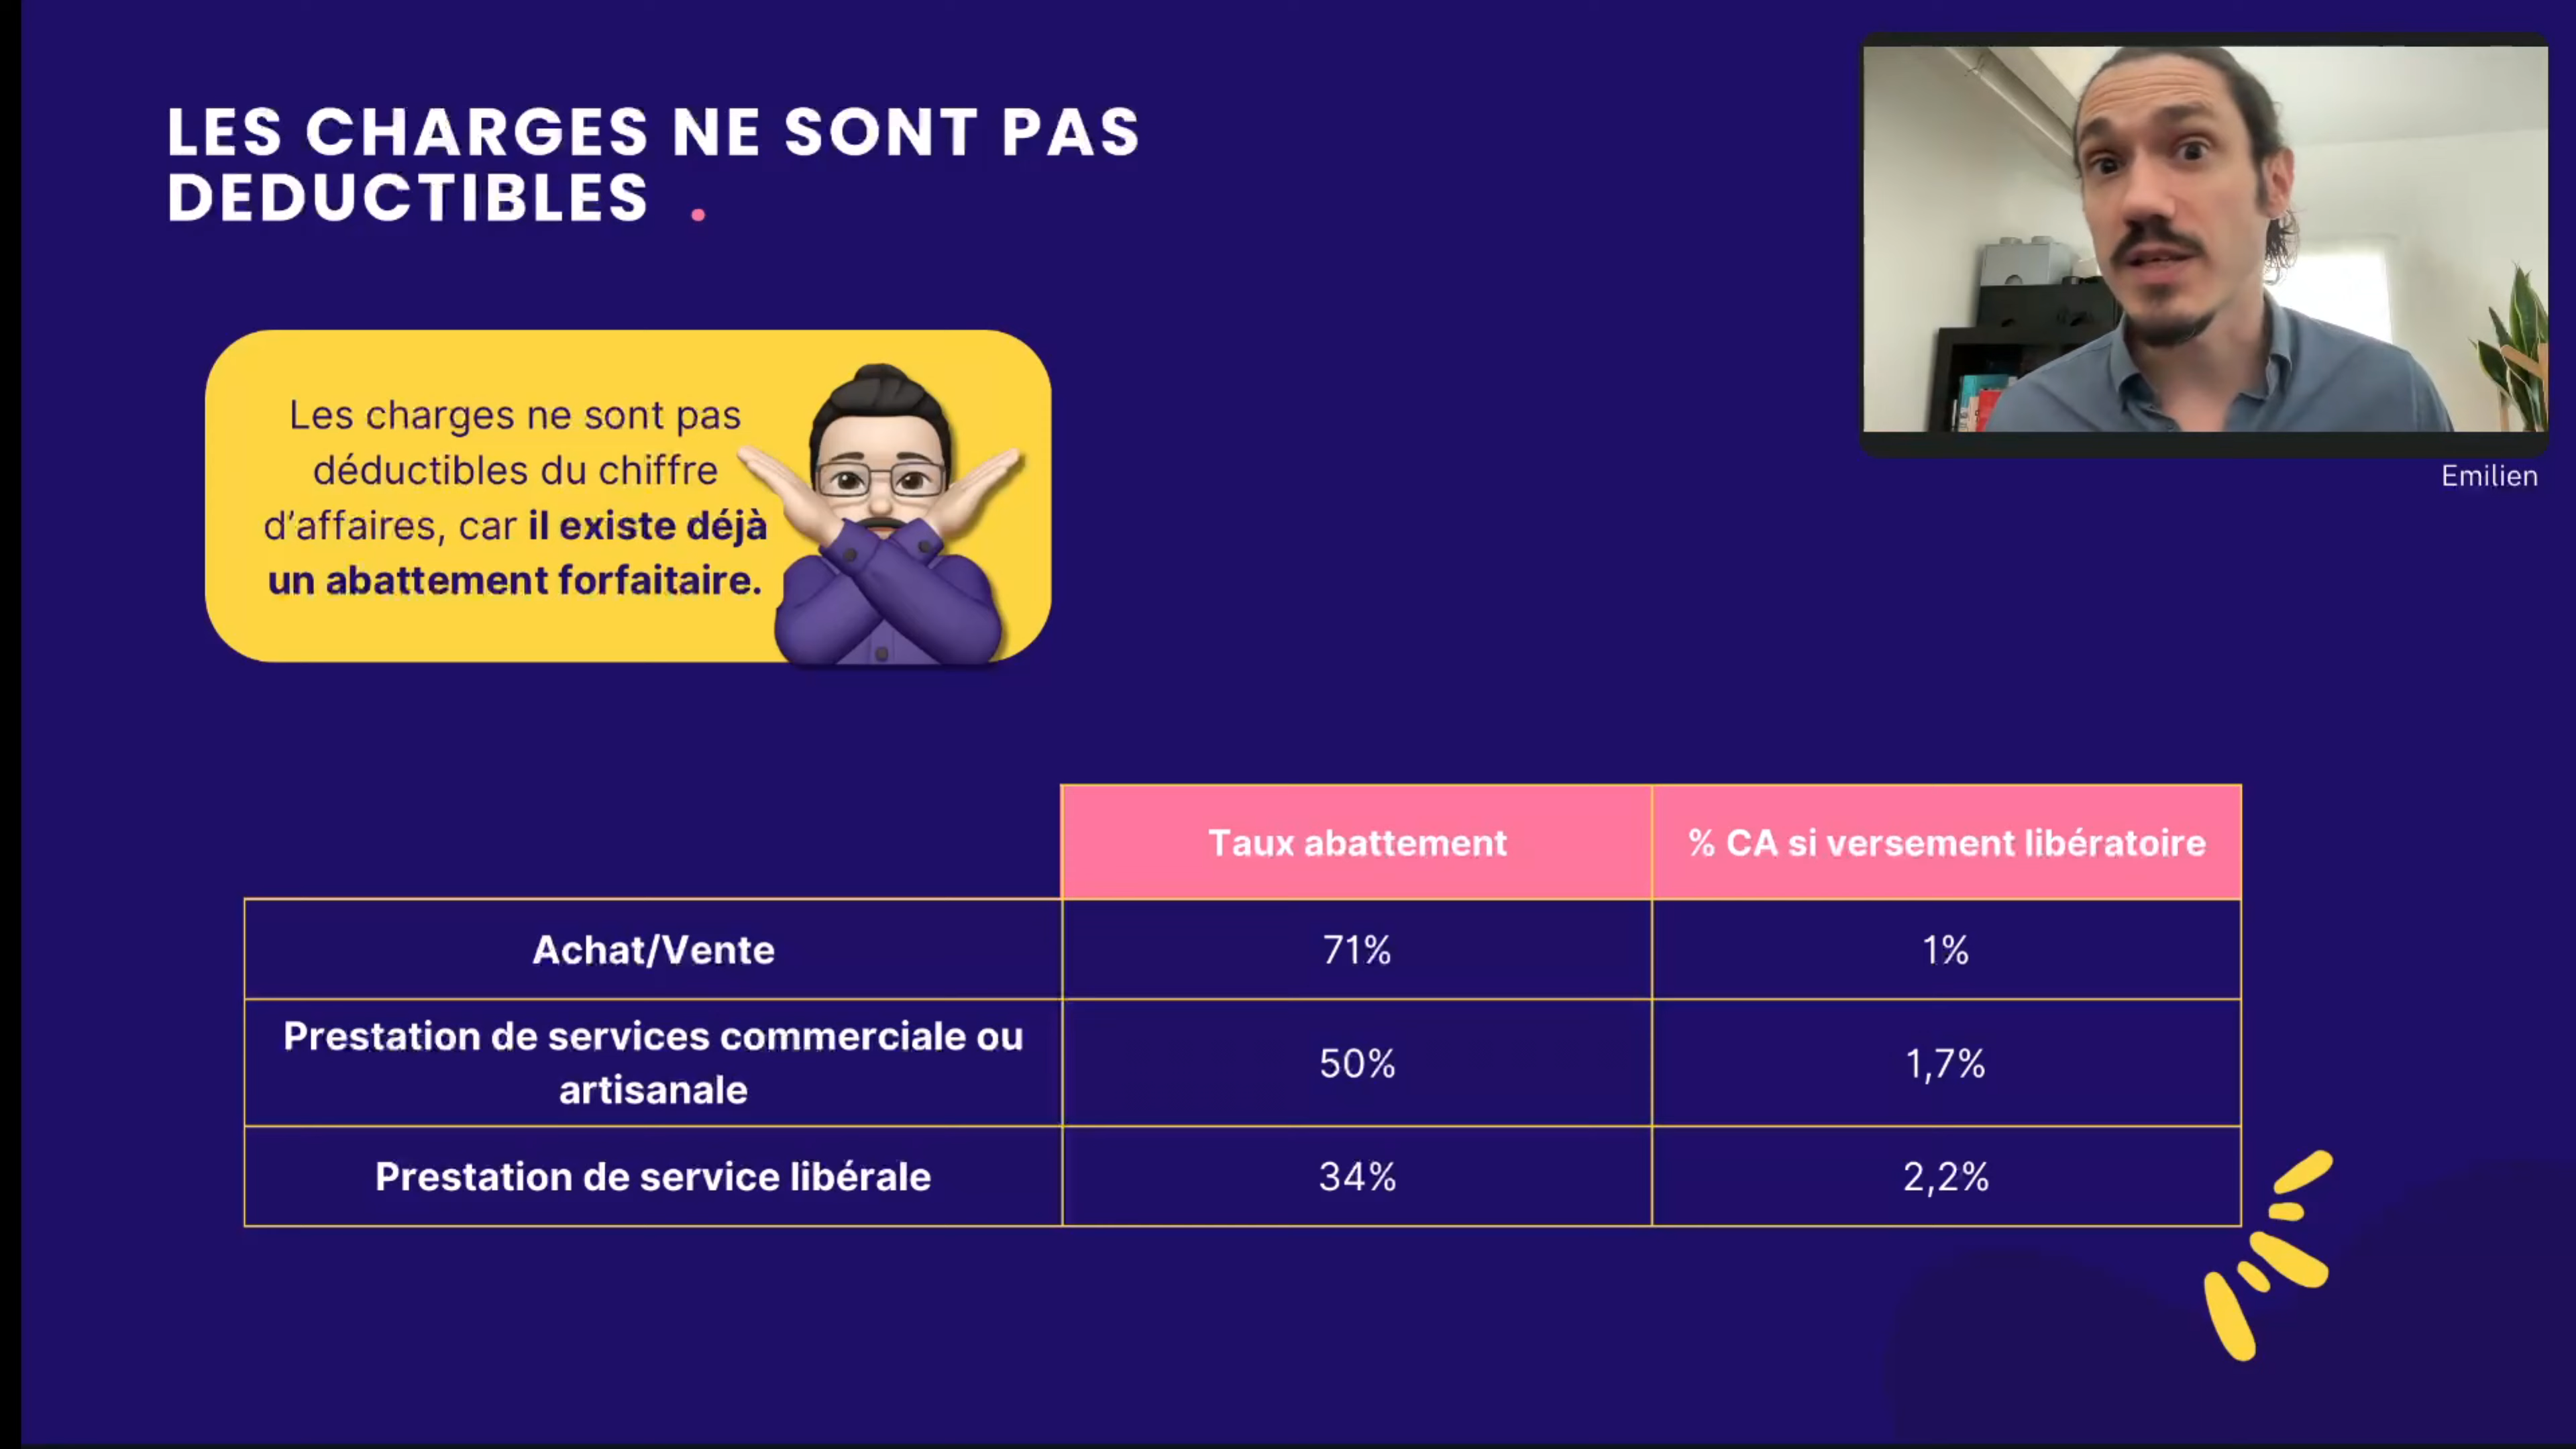 LES CHARGES NE SONT PAS
DEDUCTIBLES .
Les charges ne sont pas
déductibles du chiffre
d'affaires, car il existe déjà
un abattement forfaitaire.
Emilien
Taux abattement % CA si versement libératoire
Achat/Vente 71% 1%
Prestation de services commerciale ou
artisanale 50% 1,7%
Prestation de service libérale 34% 2,2%